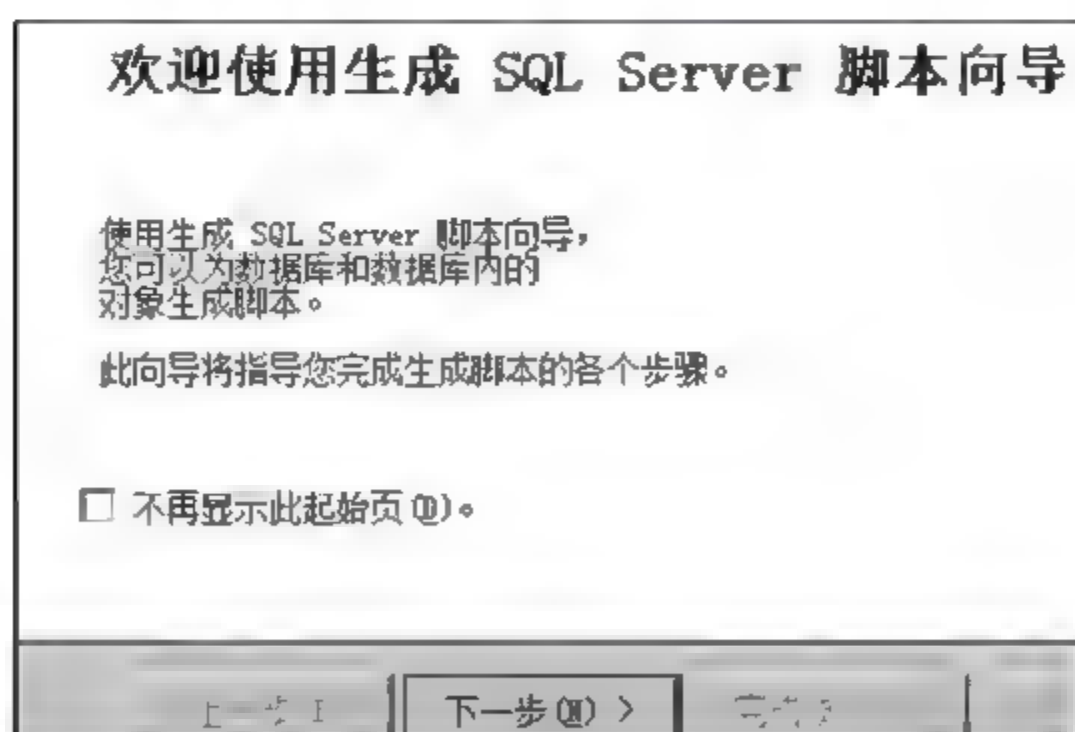 欢迎使用生成 SQL Server 脚本向导
使用生成 SQL Server 脚本向导，
您可以为数据库和数据库内的
对象生成脚本。
此向导将指导您完成生成脚本的各个步骤。
不再显示此起始页(D)。
下一步(N) >